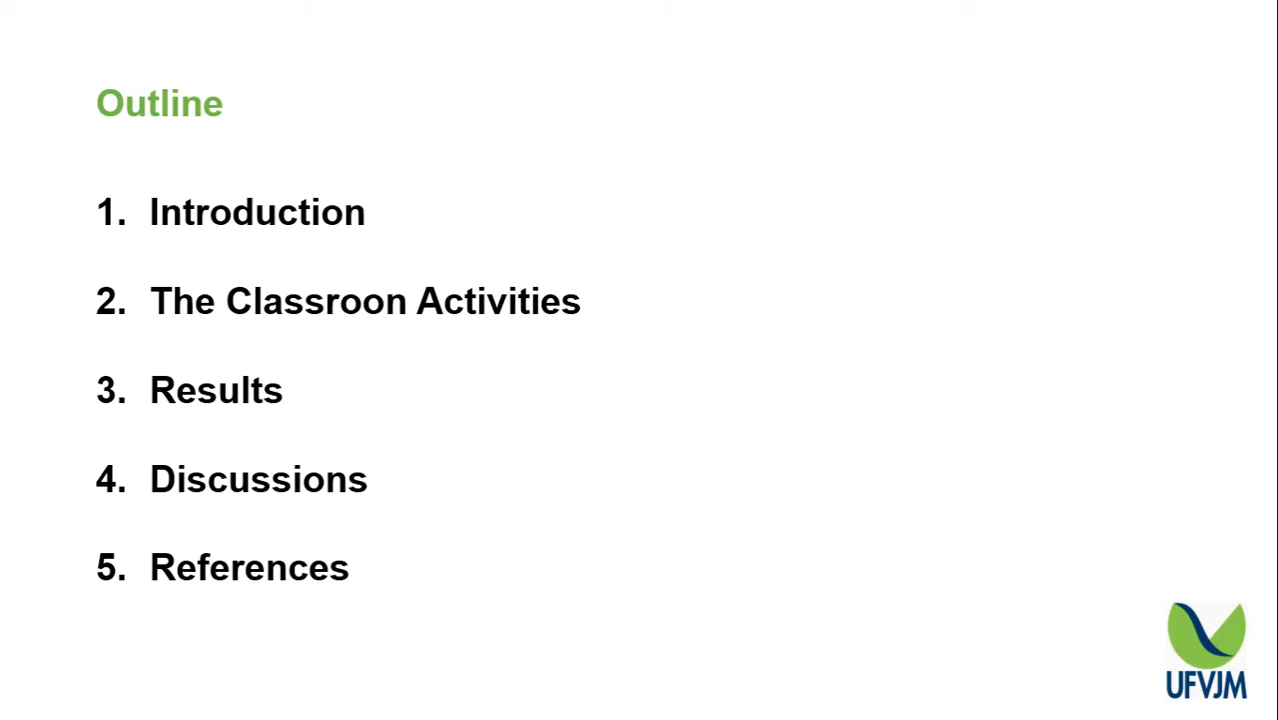 Outline
1. Introduction
2. The Classroon Activities
3. Results
4. Discussions
5. References
UFVJM